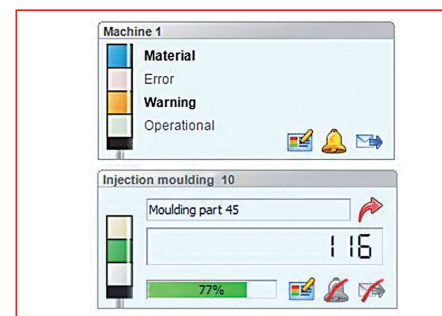 Machine 1
Material
Error
Warning
Operational
Injection moulding 10
Moulding part 45
116
77%